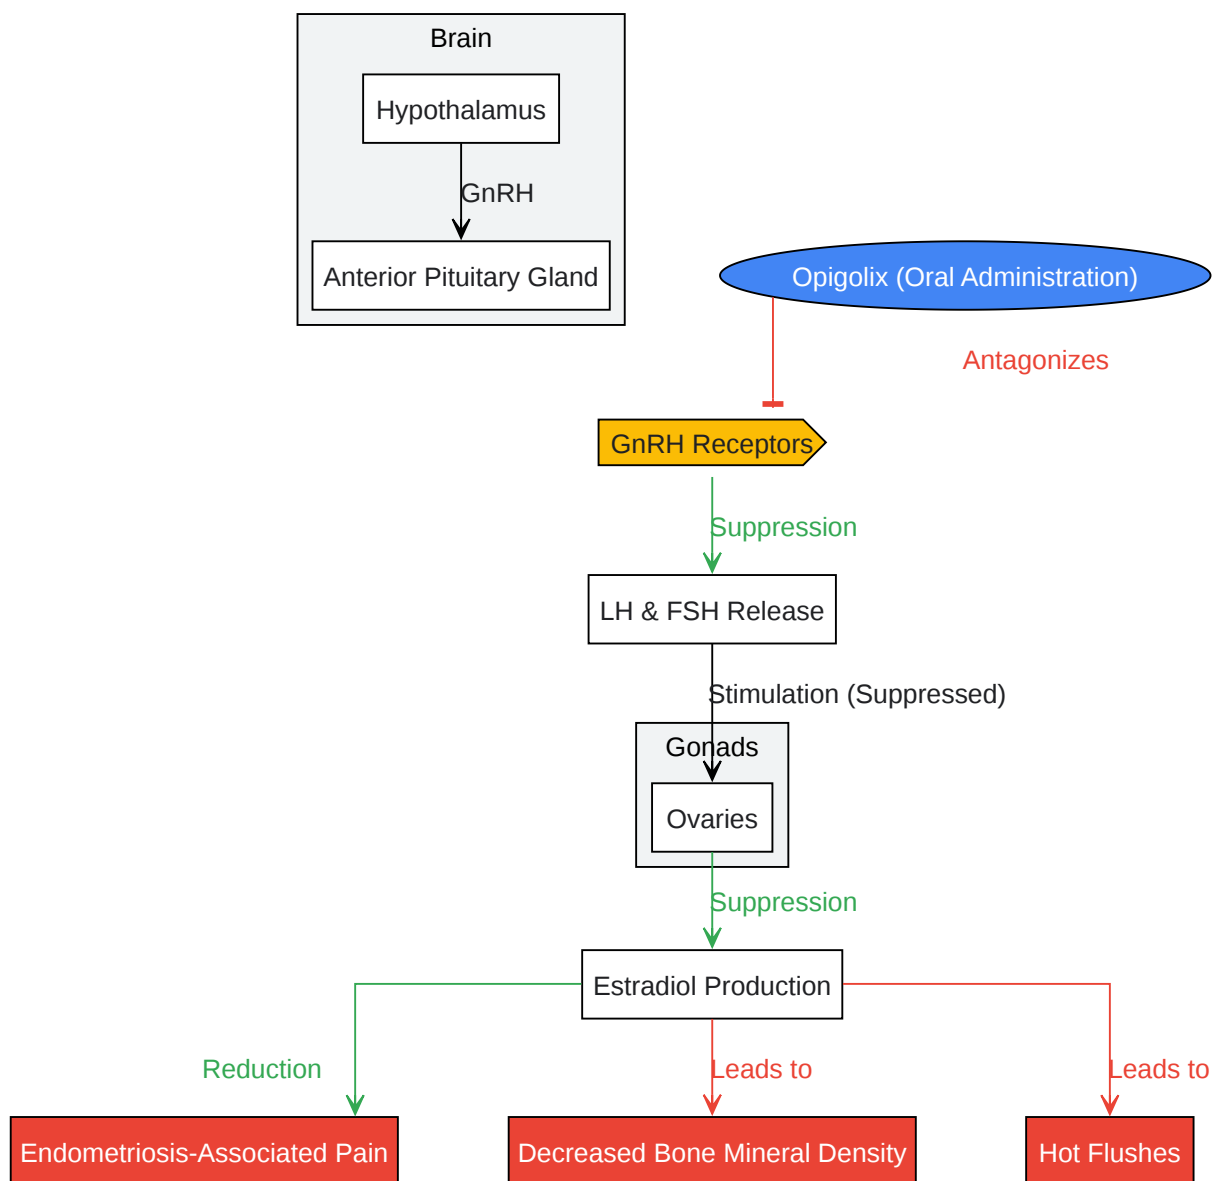 Brain
Hypothalamus
GnRH
Anterior Pituitary Gland
Opigolix (Oral Administration)
Antagonizes
GnRH Receptors
Suppression
LH & FSH Release
Stimulation (Suppressed)
Gonads
Ovaries
Suppression
Estradiol Production
Reduction
Leads to
Leads to
Endometriosis-Associated Pain
Decreased Bone Mineral Density
Hot Flushes